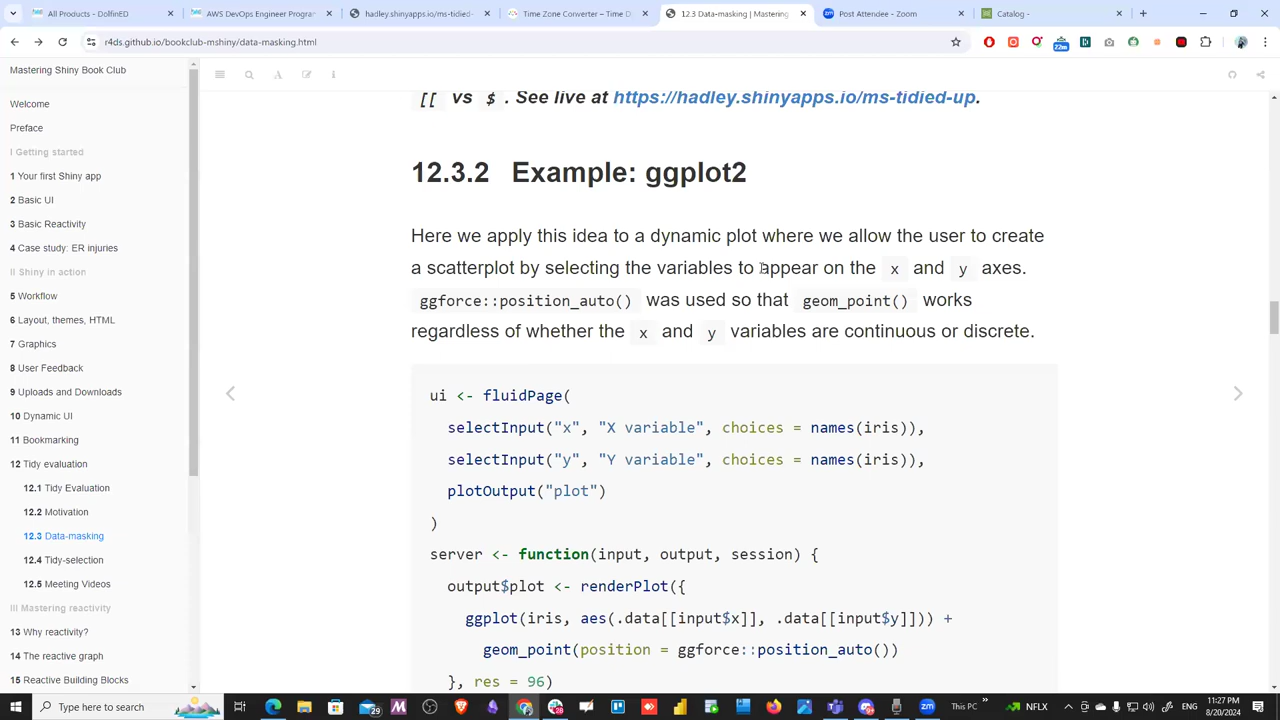 All Products - DolfinED
AWS DevOps Engineer Progra
hadley.shinyapps.io/ms-tidied-
Time Zone Converter – Time D
12.3 Data-masking | Mastering
Post Attendee - Zoom
Catalog -
r4ds.github.io/bookclub-mshiny/data-masking.html
22m
Mastering Shiny Book Club
Welcome
Preface
I Getting started
1 Your first Shiny app
2 Basic UI
3 Basic Reactivity
4 Case study: ER injuries
II Shiny in action
5 Workflow
6 Layout, themes, HTML
7 Graphics
8 User Feedback
9 Uploads and Downloads
10 Dynamic UI
11 Bookmarking
12 Tidy evaluation
12.1 Tidy Evaluation
12.2 Motivation
12.3 Data-masking
12.4 Tidy-selection
12.5 Meeting Videos
III Mastering reactivity
13 Why reactivity?
14 The reactive graph
15 Reactive Building Blocks
[[ vs $ . See live at https://hadley.shinyapps.io/ms-tidied-up.
12.3.2 Example: ggplot2
Here we apply this idea to a dynamic plot where we allow the user to create
a scatterplot by selecting the variables to appear on the x and y axes.
ggforce::position_auto() was used so that geom_point() works
regardless of whether the x and y variables are continuous or discrete.
ui <- fluidPage(
selectInput("x", "X variable", choices = names(iris)),
selectInput("y", "Y variable", choices = names(iris)),
plotOutput("plot")
)
server <- function(input, output, session) {
output$plot <- renderPlot({
ggplot(iris, aes(.data[[input$x]], .data[[input$y]])) +
geom_point(position = ggforce::position_auto())
}, res = 96)
Type here to search
29
This PC
NFLX
11:27 PM
8/20/2024